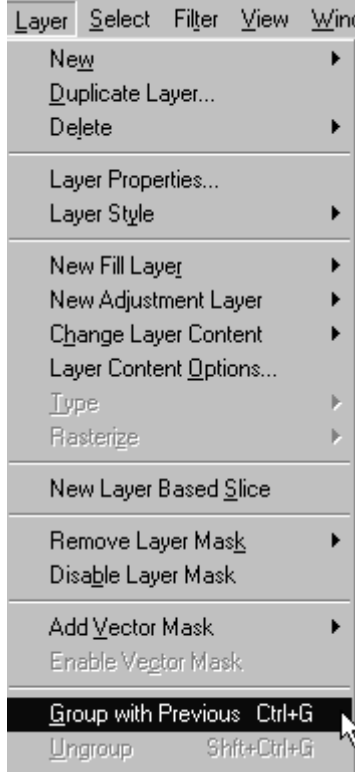 Layer Select Filter View
New
Duplicate Layer...
Delete
Layer Properties...
Layer Style
New Fill Layer
New Adjustment Layer
Change Layer Content
Layer Content Options...
Type
Rasterize
New Layer Based Slice
Remove Layer Mask
Disable Layer Mask
Add Vector Mask
Enable Vector Mask
Group with Previous Ctrl+G
Ungroup Shft+Ctrl+G